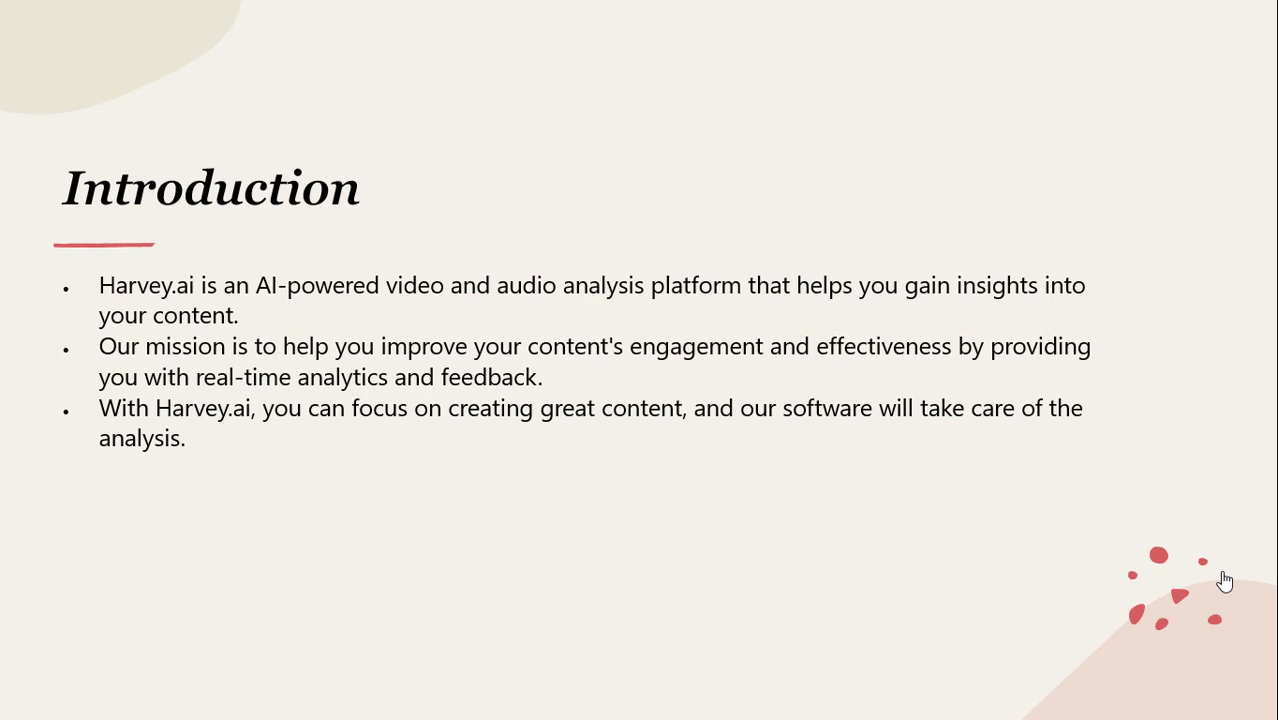 Introduction
• Harvey.ai is an AI-powered video and audio analysis platform that helps you gain insights into
your content.
• Our mission is to help you improve your content's engagement and effectiveness by providing
you with real-time analytics and feedback.
• With Harvey.ai, you can focus on creating great content, and our software will take care of the
analysis.